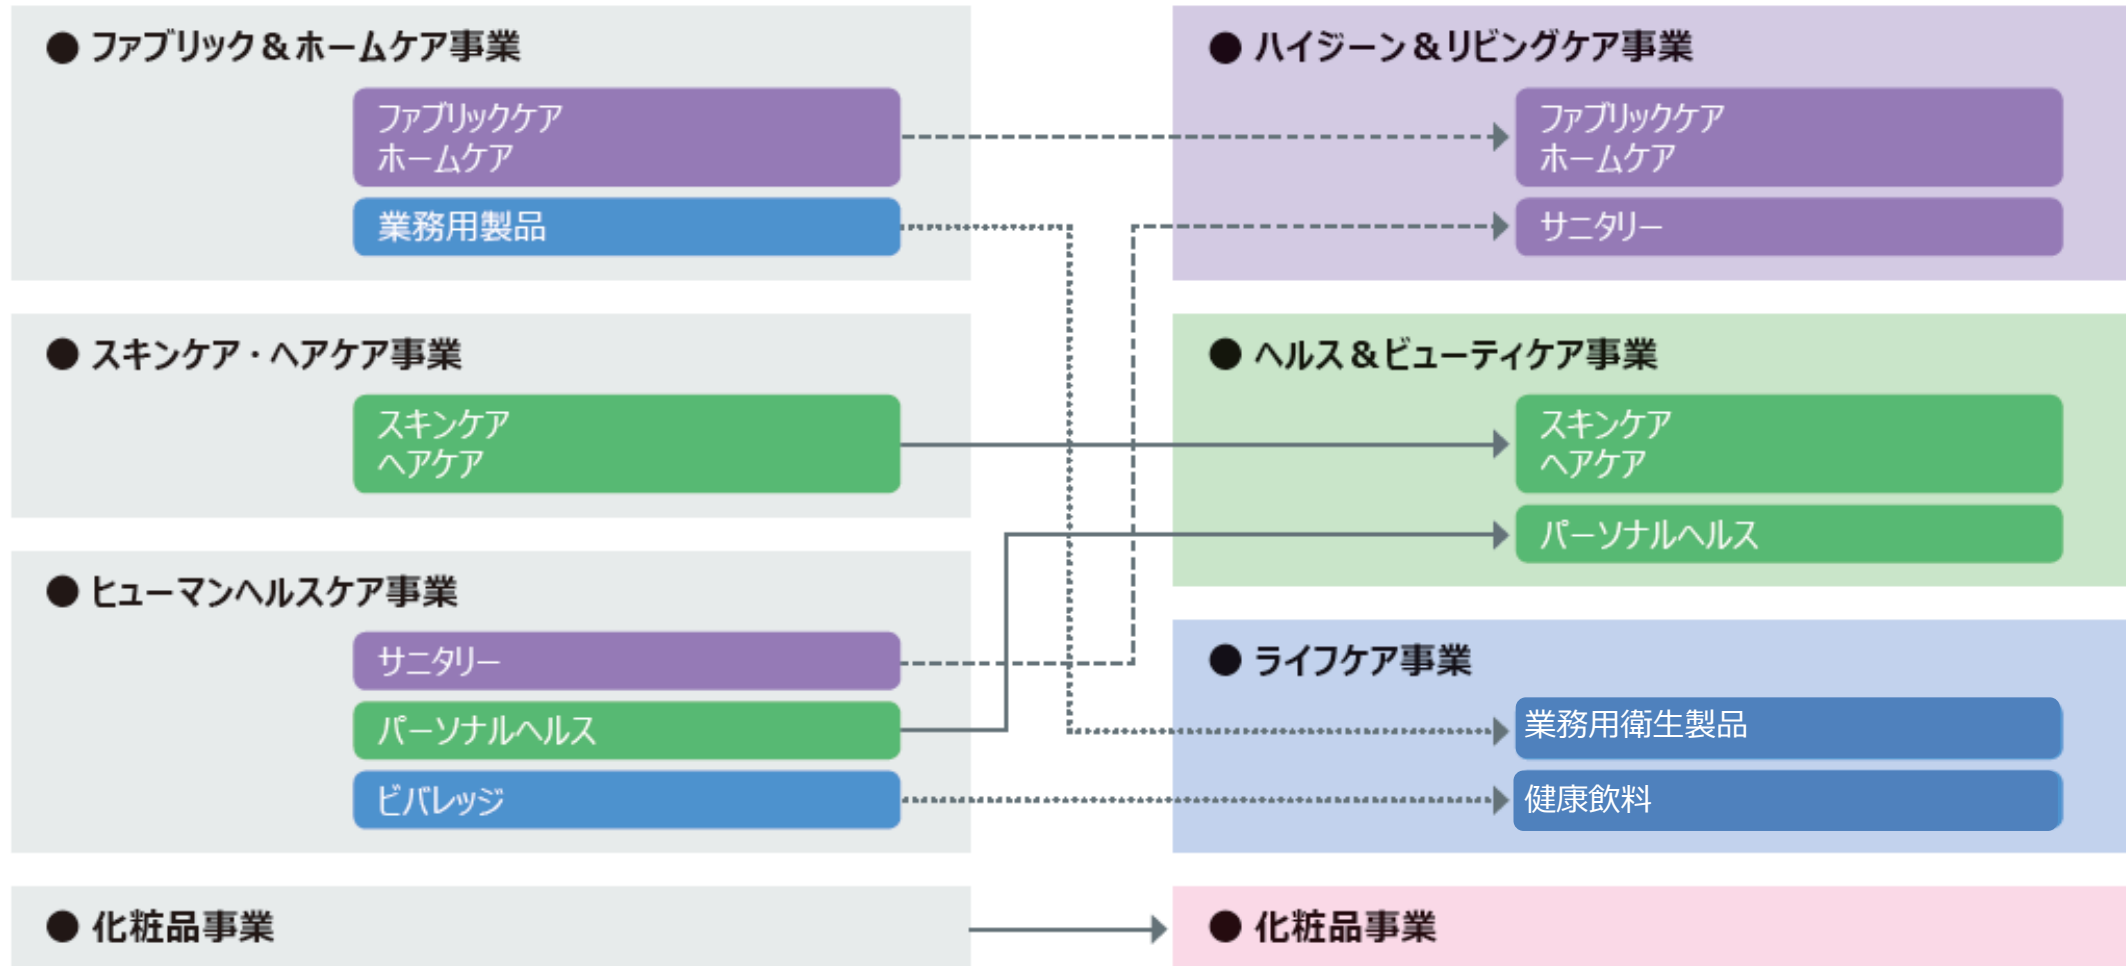 ● ファブリック&ホームケア事業
ファブリックケア
ホームケア
業務用製品
● スキンケア・ヘアケア事業
スキンケア
ヘアケア
● ヒューマンヘルスケア事業
サニタリー
パーソナルヘルス
ビバレッジ
● 化粧品事業
● ハイジーン&リビングケア事業
ファブリックケア
ホームケア
サニタリー
● ヘルス&ビューティケア事業
スキンケア
ヘアケア
パーソナルヘルス
● ライフケア事業
業務用衛生製品
健康飲料
● 化粧品事業